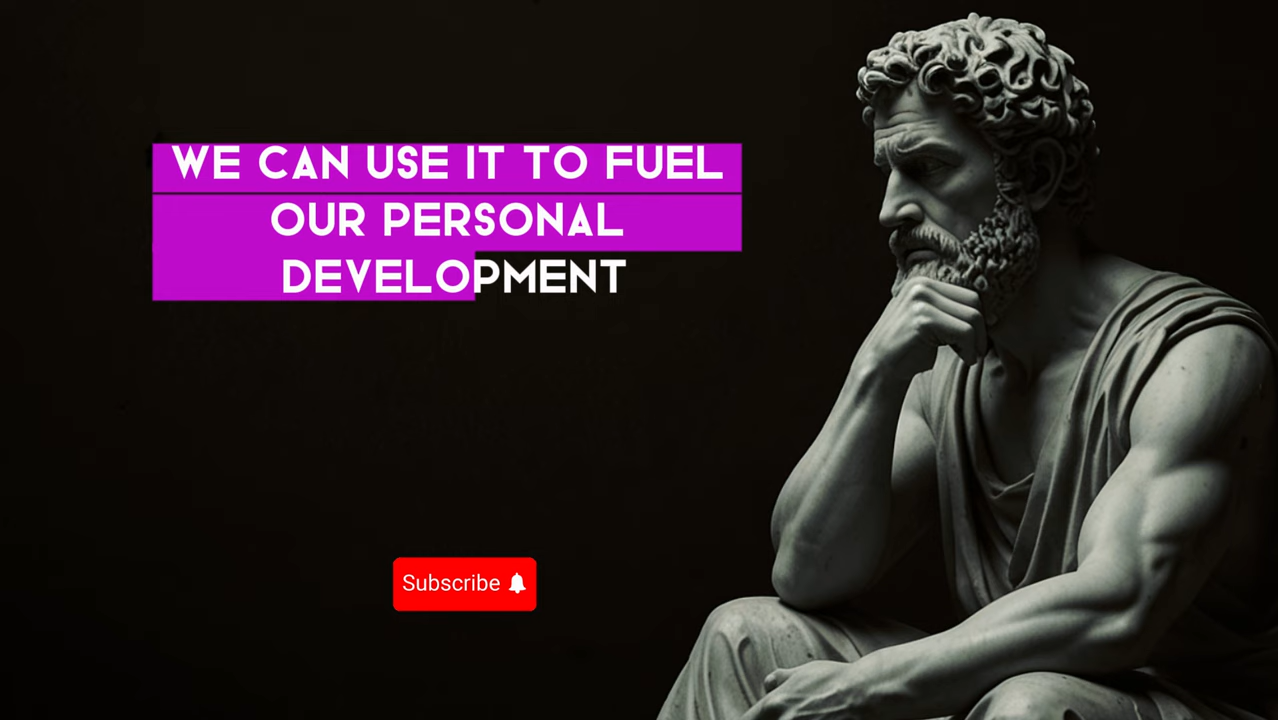 WE CAN USE IT TO FUEL
OUR PERSONAL
DEVELOPMENT
Subscribe